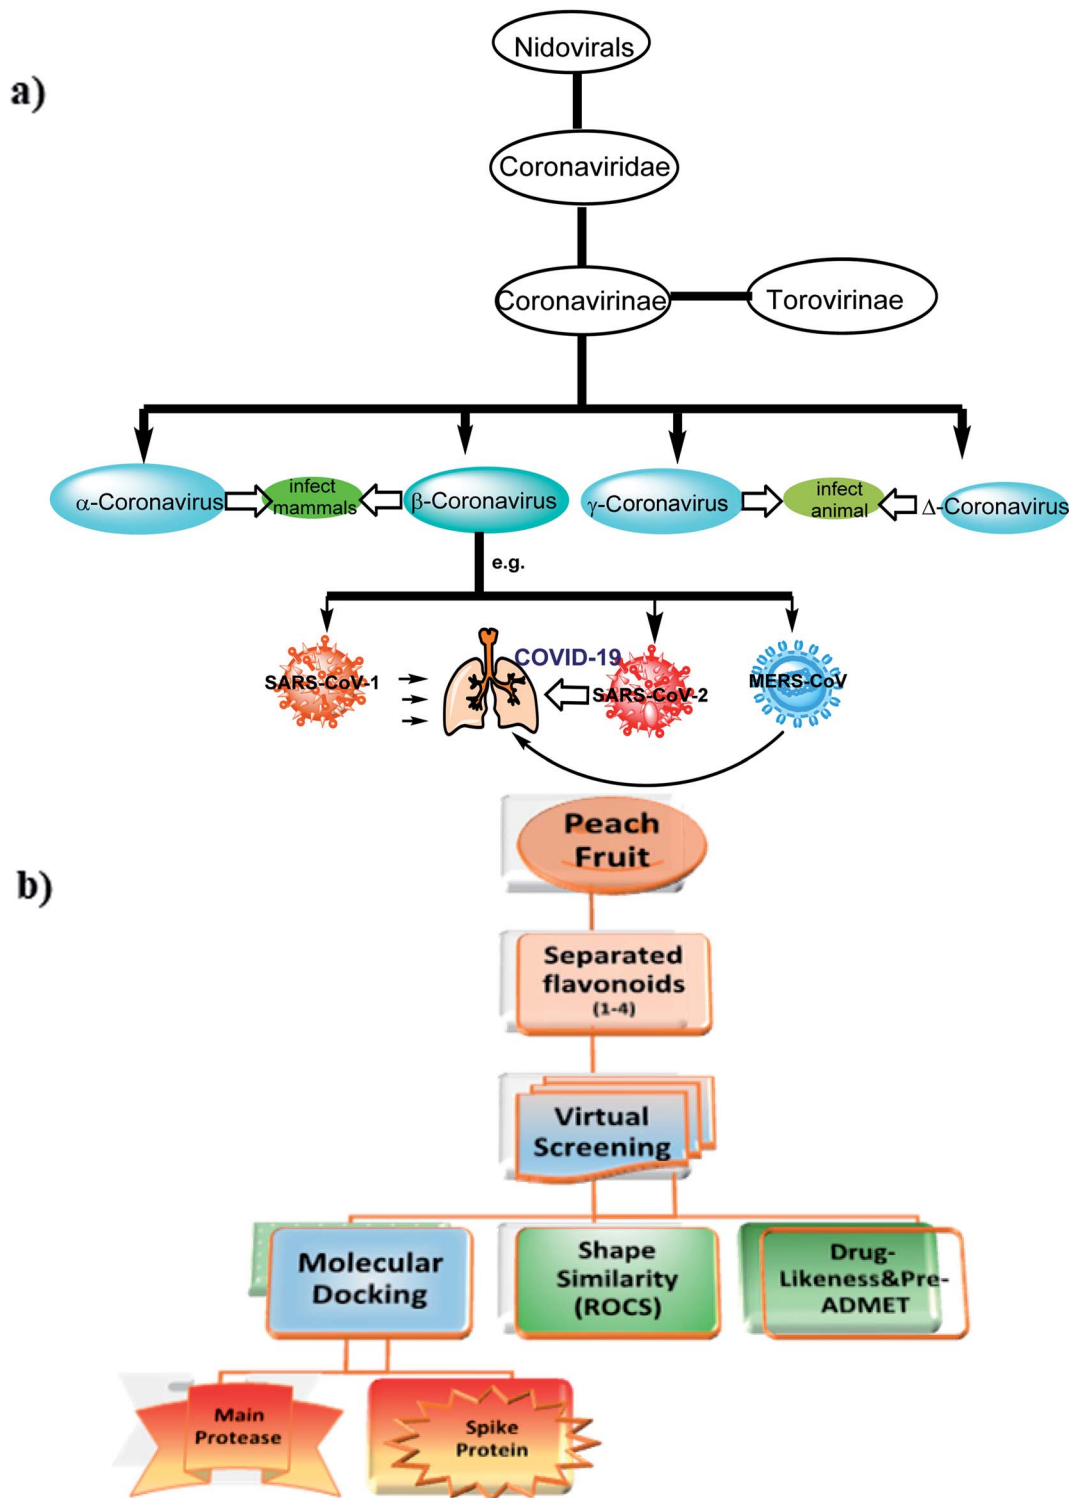 a)
Nidovirals
Coronaviridae
Coronavirinae
Torovirinae
α-Coronavirus
infect
mammals
β-Coronavirus
γ-Coronavirus
infect
animal
Δ-Coronavirus
e.g.
COVID-19
SARS-CoV-1
SARS-CoV-2
MERS-CoV
b)
Peach
Fruit
Separated
flavonoids
(1-4)
Virtual
Screening
Molecular
Docking
Shape
Similarity
(ROCS)
Drug-
Likeness&Pre-
ADMET
Main
Protease
Spike
Protein